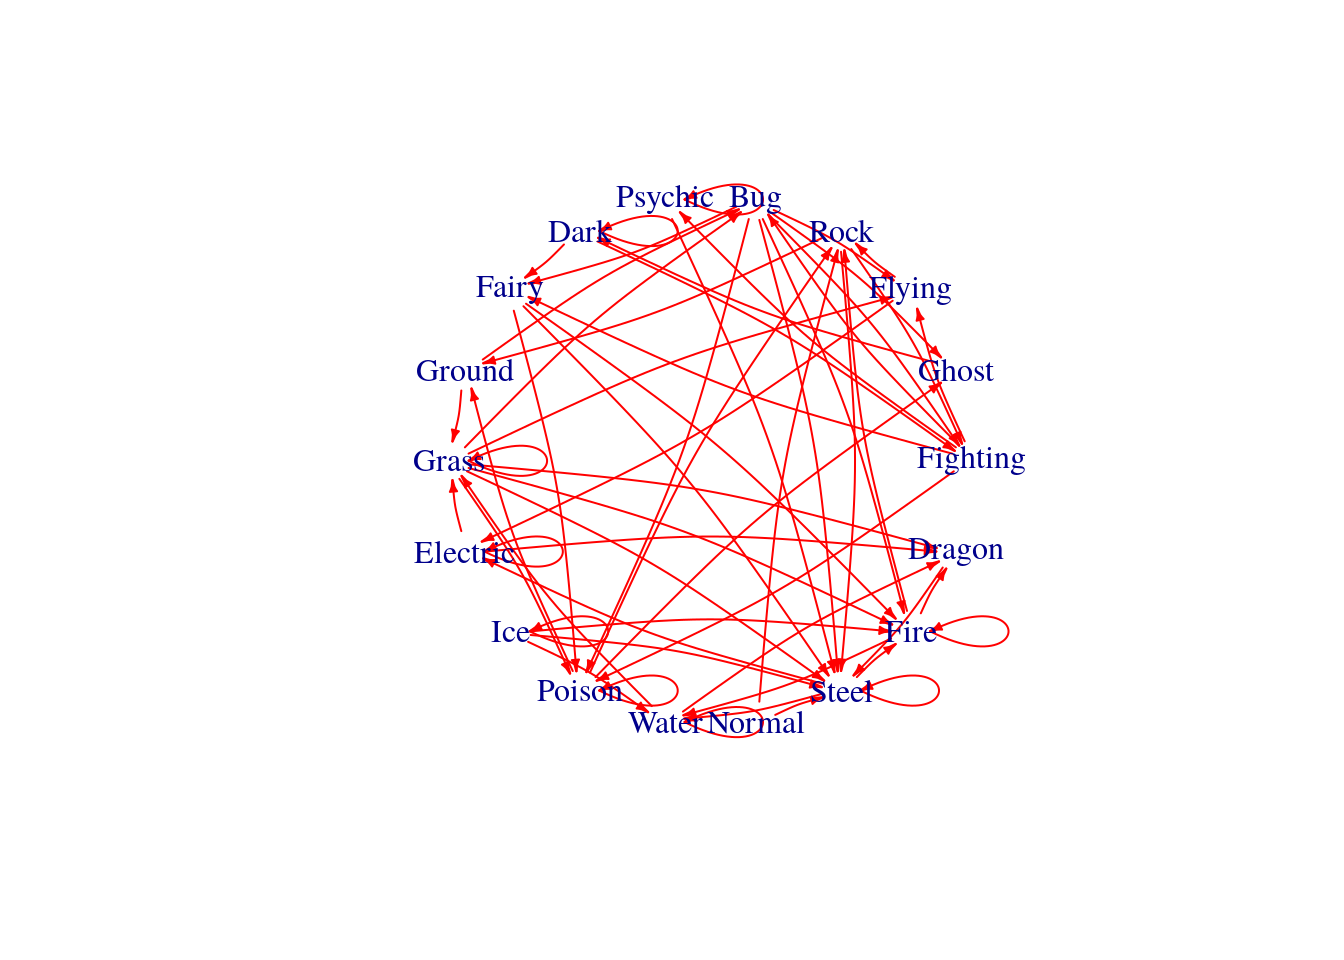 Psychic Bug
Dark Rock
Fairy Flying
Ground Ghost
Grass Fighting
Electric Dragon
Ice Fire
Poison Steel
Water Normal